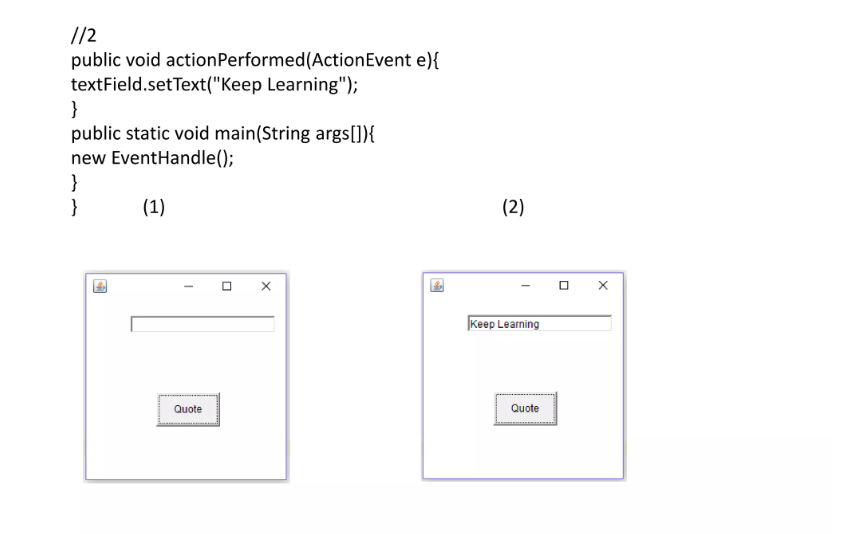 //2
public void actionPerformed(ActionEvent e){
textField.setText("Keep Learning");
}
public static void main(String args[]){
new EventHandle();
}
} (1) (2)
Keep Learning
Quote
Quote